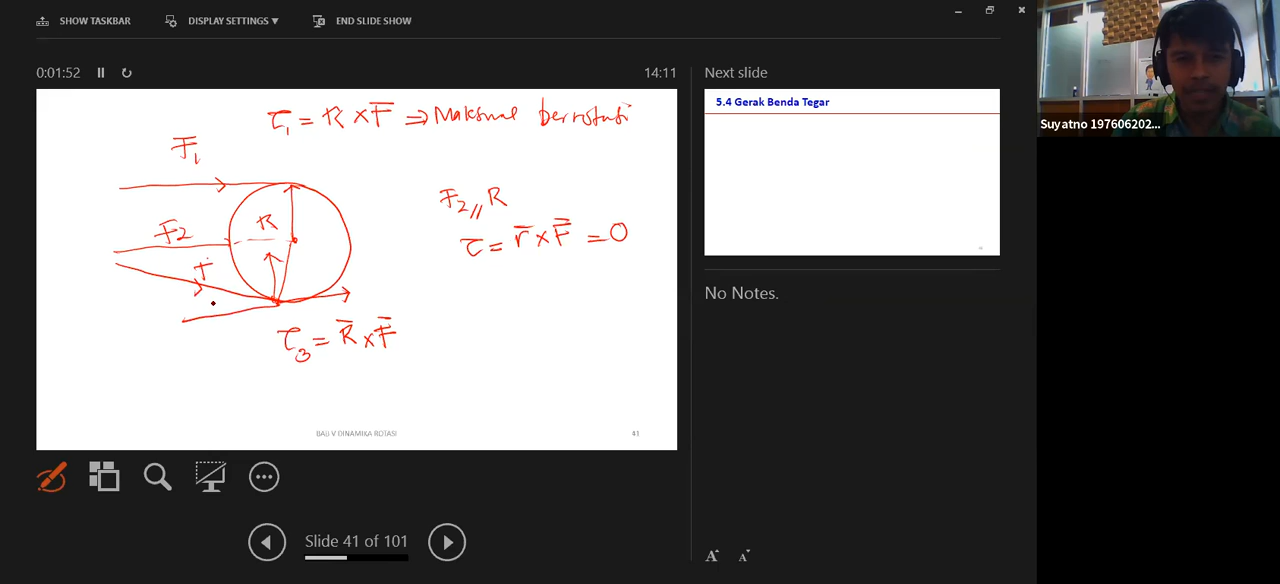 SHOW TASKBAR
DISPLAY SETTINGS ▼
END SLIDE SHOW
0:01:52
14:11
τ₁ = R × F̅ ⇒ Maksimal berrotasi
F₁
F₂
R
F
F₂ // R
τ = r̅ × F̅ = 0
τ₃ = R̅ × F̅
BAB V DINAMIKA ROTASI
41
Slide 41 of 101
Next slide
5.4 Gerak Benda Tegar
No Notes.
A A
Suyatno 197606202...